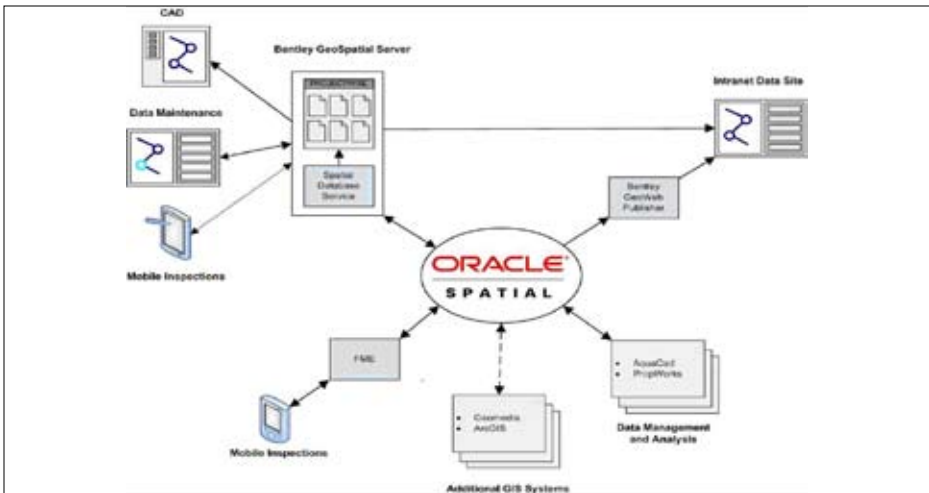 CAD
Bentley GeoSpatial Server
Intranet Data Site
Data Maintenance
Spatial
Database
Service
Bentley
GeoWeb
Publisher
Mobile Inspections
ORACLE®
SPATIAL
FME
• AquaCad
• PropWorks
• Geomedia
• ArcGIS
Data Management
and Analysis
Mobile Inspections
Additional GIS Systems